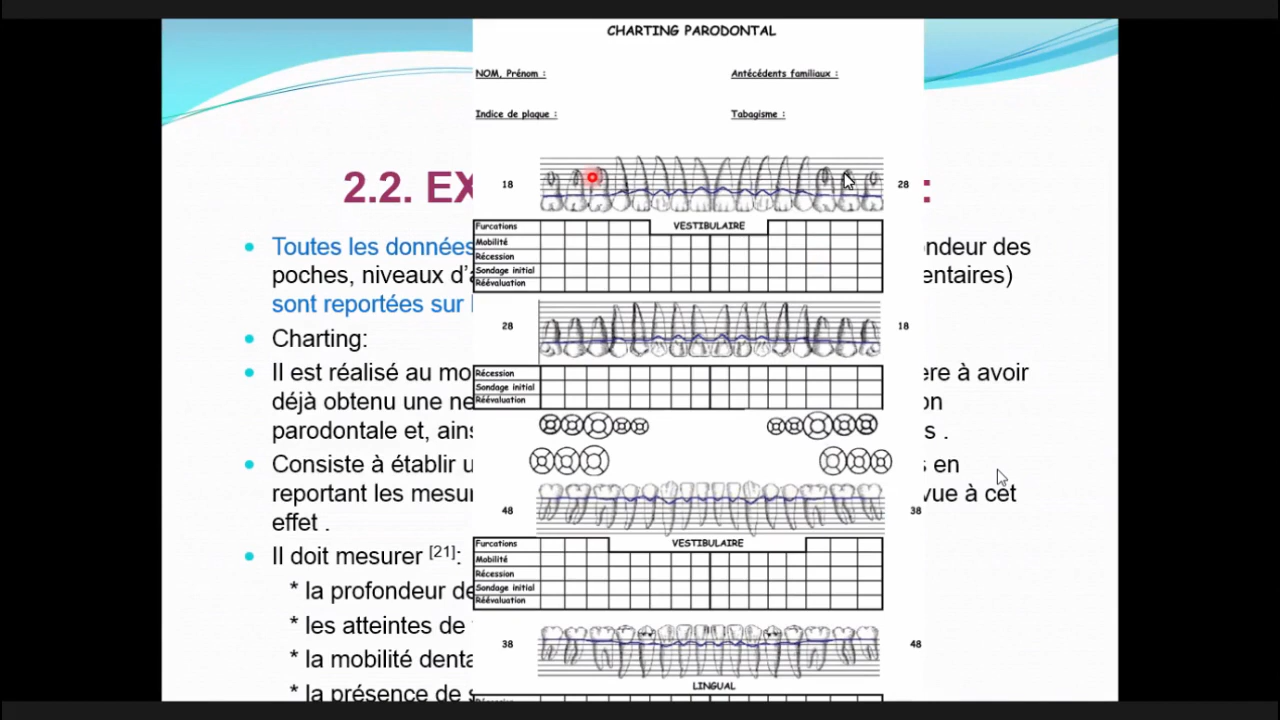 CHARTING PARODONTAL
NOM, Prénom :
Antécédents familiaux :
Indice de plaque :
Tabagisme :
2.2. EX
:
18
28
Furcations
VESTIBULAIRE
Mobilité
Récession
Sondage initial
Réévaluation
Toutes les données
ndeur des
poches, niveaux d'
entaires)
sont reportées sur
28
18
Charting:
Il est réalisé au mo
ère à avoir
déjà obtenu une ne
on
parodontale et, ains
s .
Récession
Sondage initial
Réévaluation
Consiste à établir u
s en
reportant les mesur
vue à cet
effet .
48
38
Furcations
VESTIBULAIRE
Mobilité
Récession
Sondage initial
Réévaluation
Il doit mesurer [21]:
* la profondeur de
* les atteintes de
* la mobilité denta
* la présence de s
38
48
LINGUAL